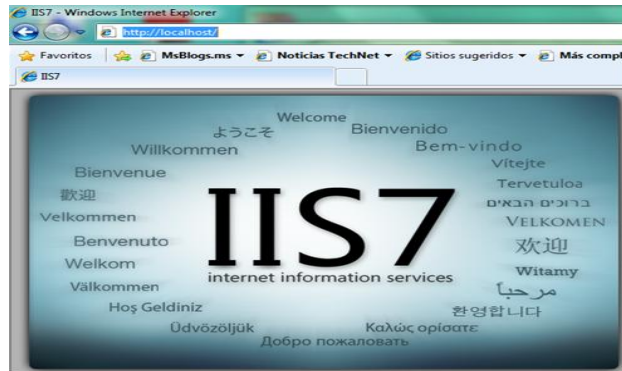 IIS7 - Windows Internet Explorer
http://localhost/
Favoritos MsBlogs.ms Noticias TechNet Sitios sugeridos Más compl
IIS7
Welcome
ようこそ Bienvenido
Willkommen Bem-vindo
Bienvenue Vítejte
歡迎 Tervetuloa
ברוכים הבאים
Velkommen VELKOMEN
IIS7
Benvenuto 欢迎
Welkom Witamy
internet information services
Välkommen مرحباً
Hoş Geldiniz 환영합니다
Üdvözöljük Καλώς ορίσατε
Добро пожаловать